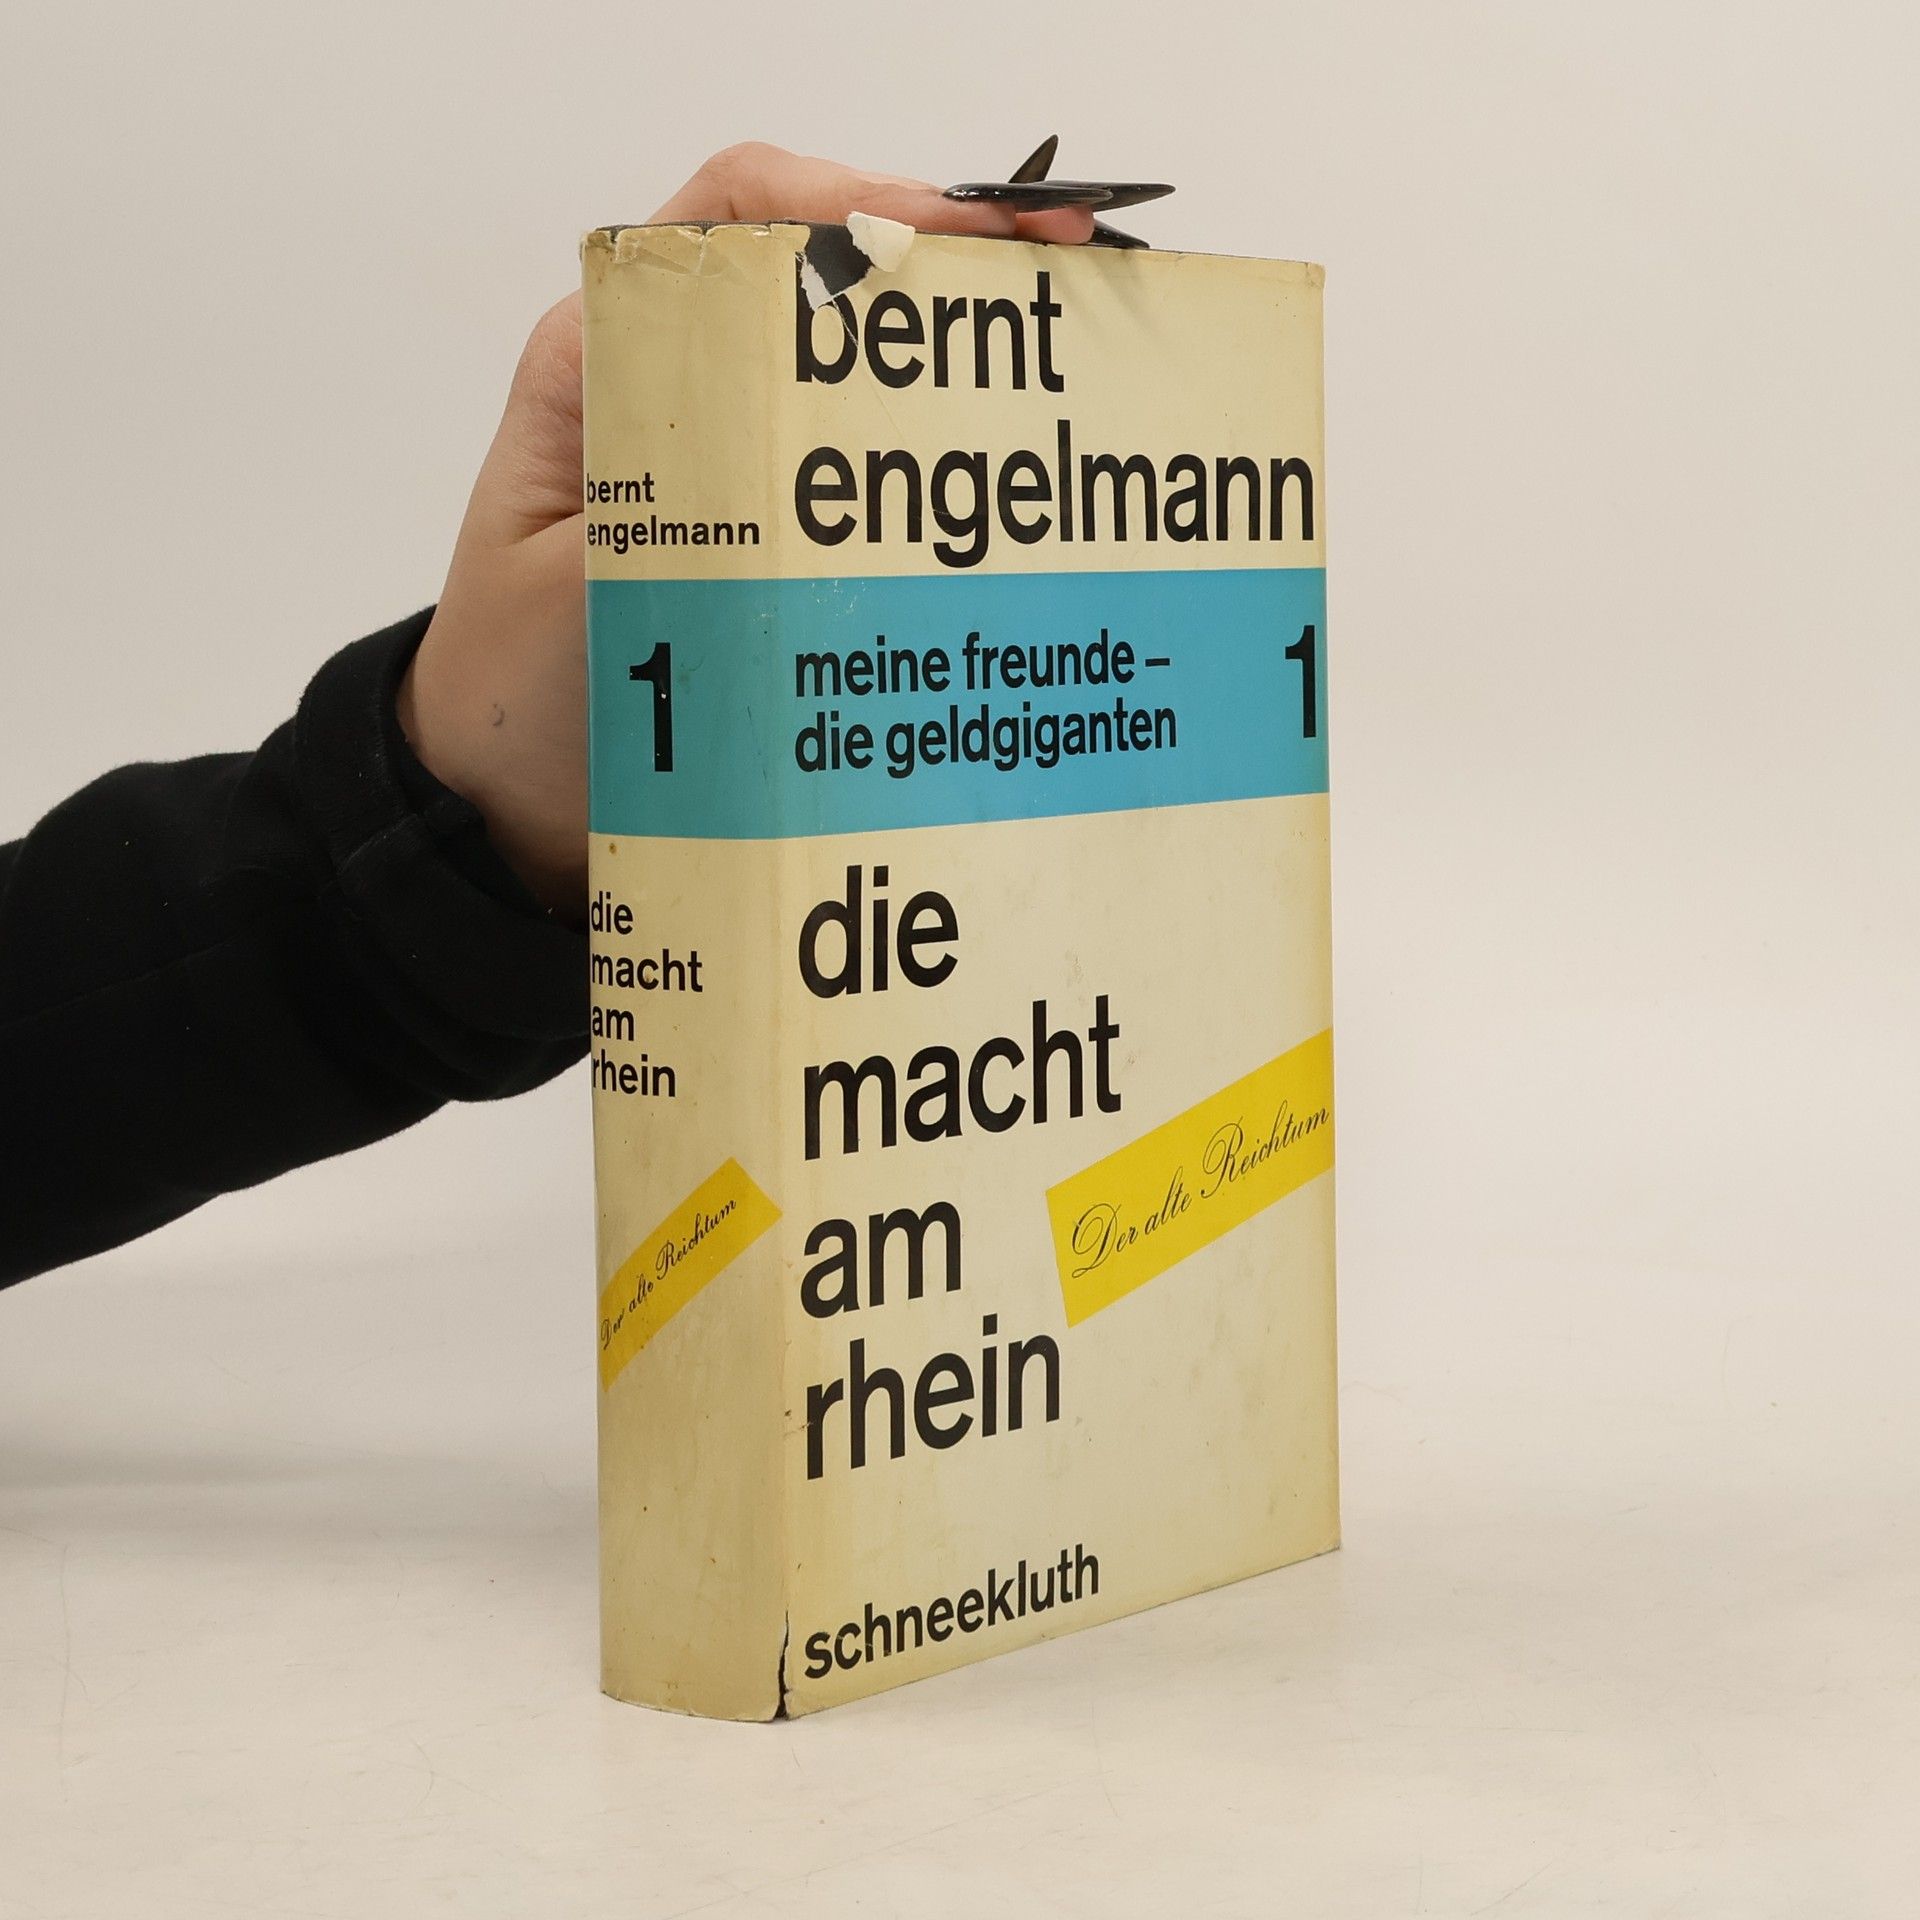 bernt
engelmann
1
die
macht
am
rhein
Der alte Reichtum
bernt
engelmann
meine freunde –
die geldgiganten
1
die
macht
am
rhein
Der alte Reichtum
schneekluth